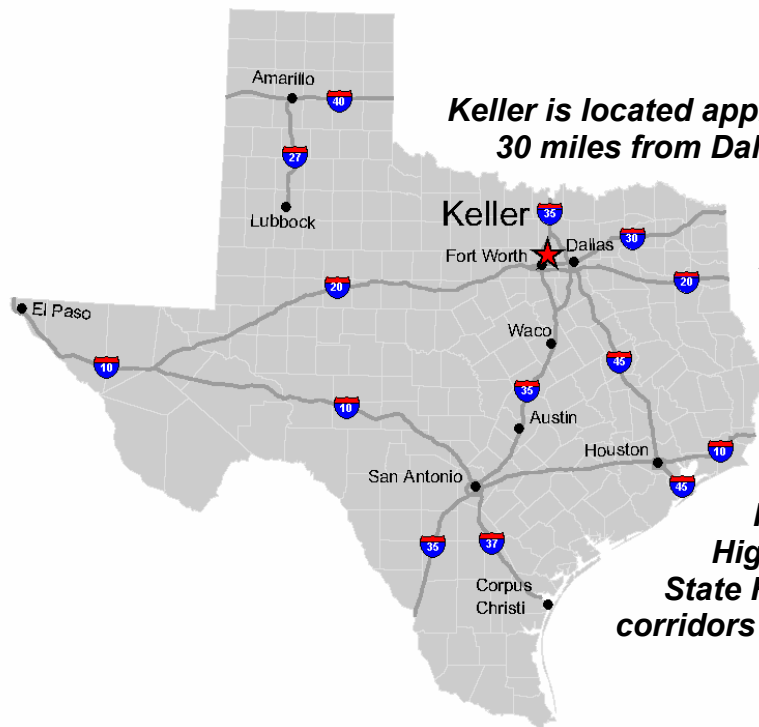 Amarillo
40
Keller is located app
30 miles from Dal
27
Lubbock
Keller
35
Fort Worth
Dallas
30
20
20
El Paso
Waco
10
45
35
10
Austin
Houston
10
San Antonio
45
35
37
Hig
Corpus
Christi
State
corridors